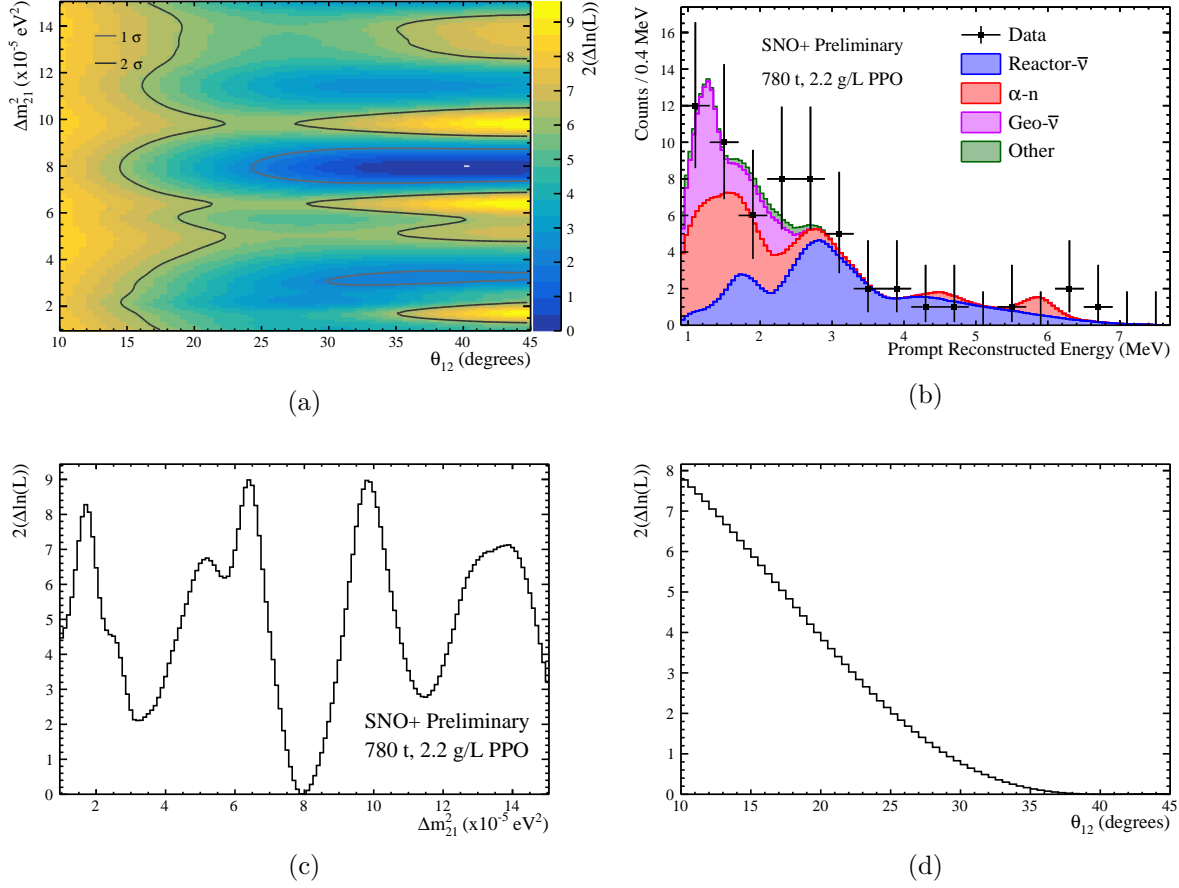 Δm²₂₁ (x10⁻⁵ eV²)
14
12
10
8
6
4
2
1 σ
2 σ
10 15 20 25 30 35 40 45
θ₁₂ (degrees)
9
8
7
6
5
4
3
2
1
0
2(Δln(L))
(a)
Counts / 0.4 MeV
16
14
12
10
8
6
4
2
0
SNO+ Preliminary
780 t, 2.2 g/L PPO
Data
Reactor-ν̅
α-n
Geo-ν̅
Other
1 2 3 4 5 6 7
Prompt Reconstructed Energy (MeV)
(b)
2(Δln(L))
9
8
7
6
5
4
3
2
1
0
SNO+ Preliminary
780 t, 2.2 g/L PPO
2 4 6 8 10 12 14
Δm²₂₁ (x10⁻⁵ eV²)
(c)
2(Δln(L))
8
7
6
5
4
3
2
1
0
10 15 20 25 30 35 40 45
θ₁₂ (degrees)
(d)